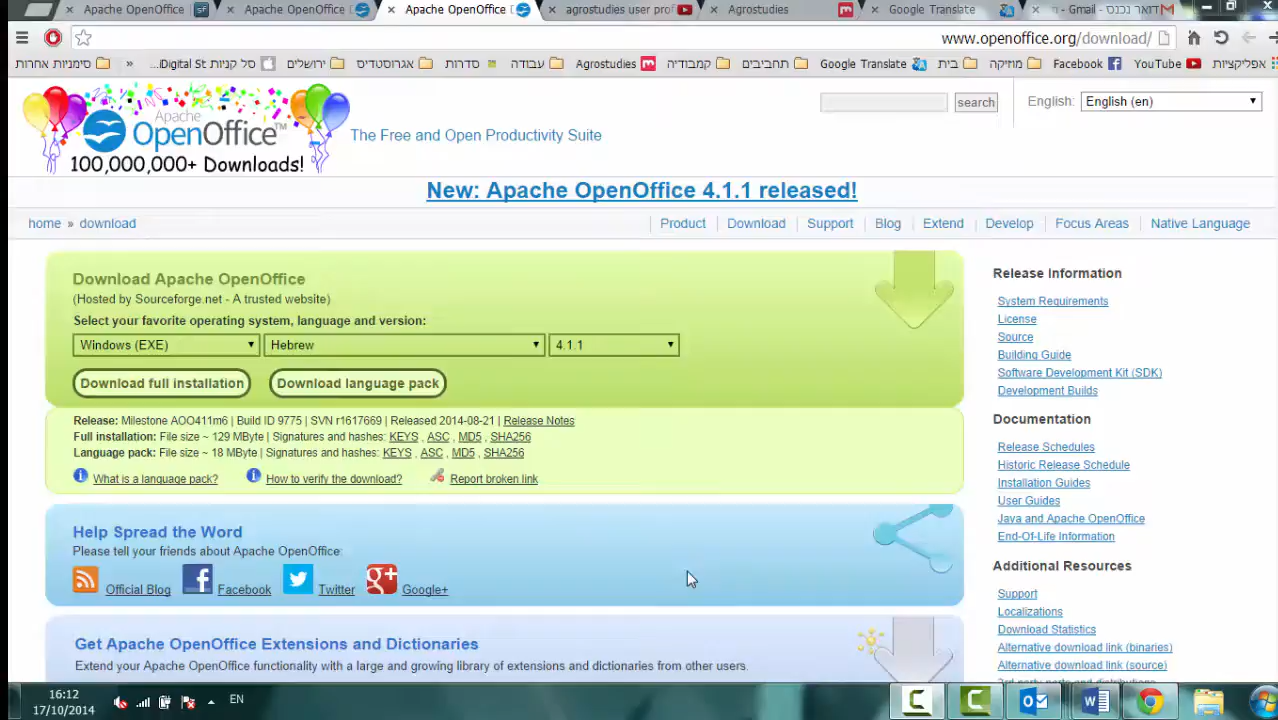 Apache OpenOffice
Apache OpenOffice
Apache OpenOffice
agrostudies user prof
Agrostudies
Google Translate
דואר נכנס - Gmail - п
www.openoffice.org/download/
סימניות אחרות
»
סל קניות Digital St...
ירושלים
אגרוסטדיס
סדרות
עבודה
Agrostudies
קמבודיה
תחביבים
Google Translate
בית
מוזיקה
Facebook
YouTube
אפליקציות
Apache
OpenOffice™
100,000,000+ Downloads!
The Free and Open Productivity Suite
search
English:
English (en)
New: Apache OpenOffice 4.1.1 released!
home » download
Product
Download
Support
Blog
Extend
Develop
Focus Areas
Native Language
Download Apache OpenOffice
(Hosted by Sourceforge.net - A trusted website)
Select your favorite operating system, language and version:
Windows (EXE)
Hebrew
4.1.1
Download full installation
Download language pack
Release: Milestone AOO411m6 | Build ID 9775 | SVN r1617669 | Released 2014-08-21 | Release Notes
Full installation: File size ~ 129 MByte | Signatures and hashes: KEYS , ASC , MD5 , SHA256
Language pack: File size ~ 18 MByte | Signatures and hashes: KEYS , ASC , MD5 , SHA256
What is a language pack?
How to verify the download?
Report broken link
Help Spread the Word
Please tell your friends about Apache OpenOffice:
Official Blog
Facebook
Twitter
Google+
Get Apache OpenOffice Extensions and Dictionaries
Extend your Apache OpenOffice functionality with a large and growing library of extensions and dictionaries from other users.
Release Information
System Requirements
License
Source
Building Guide
Software Development Kit (SDK)
Development Builds
Documentation
Release Schedules
Historic Release Schedule
Installation Guides
User Guides
Java and Apache OpenOffice
End-Of-Life Information
Additional Resources
Support
Localizations
Download Statistics
Alternative download link (binaries)
Alternative download link (source)
16:12
17/10/2014
EN